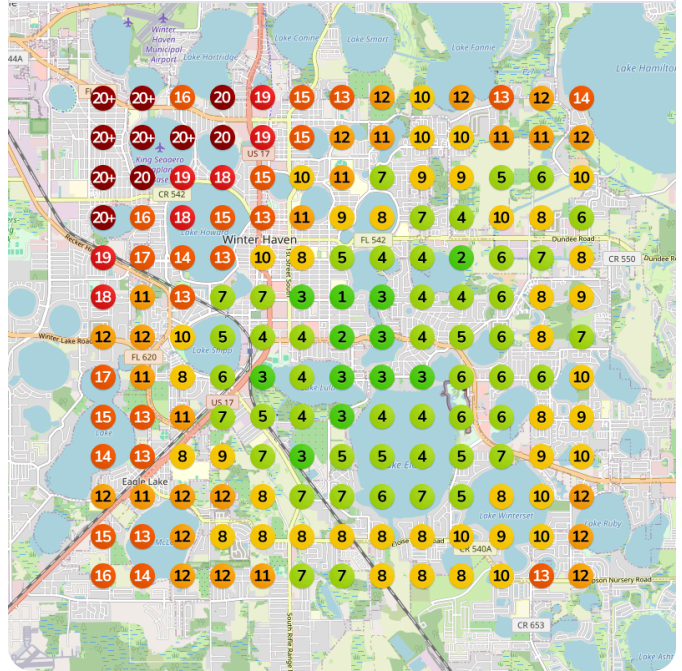 Winter
Haven
Municipal
Airport
Lake Conine
Lake Smart
Lake Fannie
Lake Hartridge
44A
Lake Hamilton
20+ 20+ 16 20 19 15 13 12 10 12 13 12 14
20+ 20+ 20+ 20 19 15 12 11 10 10 11 11 12
King Seaaero
US 17
20+ 20 19 18 15 10 11 7 9 9 5 6 10
CR 542
20+ 16 18 15 13 11 9 8 7 4 10 8 6
Lake Howard
Winter Haven
FL 542
Dundee Road
19 17 14 13 10 8 5 4 4 2 6 7 8
CR 550
1st Street South
18 11 13 7 7 3 1 3 4 4 6 8 9
12 12 10 5 4 4 2 3 4 5 6 8 7
Winter Lake Road
Lake Shipp
FL 620
17 11 8 6 3 4 3 3 3 6 6 6 10
US 17
15 13 11 7 5 4 3 4 4 6 6 8 9
Lake
14 13 8 9 7 3 5 5 4 5 7 9 10
Eagle Lake
12 11 12 12 8 7 7 6 7 5 8 10 12
Lake Winterset
Lake Ruby
15 13 12 8 8 8 8 8 8 10 9 10 12
CR 540A
16 14 12 12 11 7 7 8 8 8 10 13 12
South Rifle Range
CR 653
Lake Ash